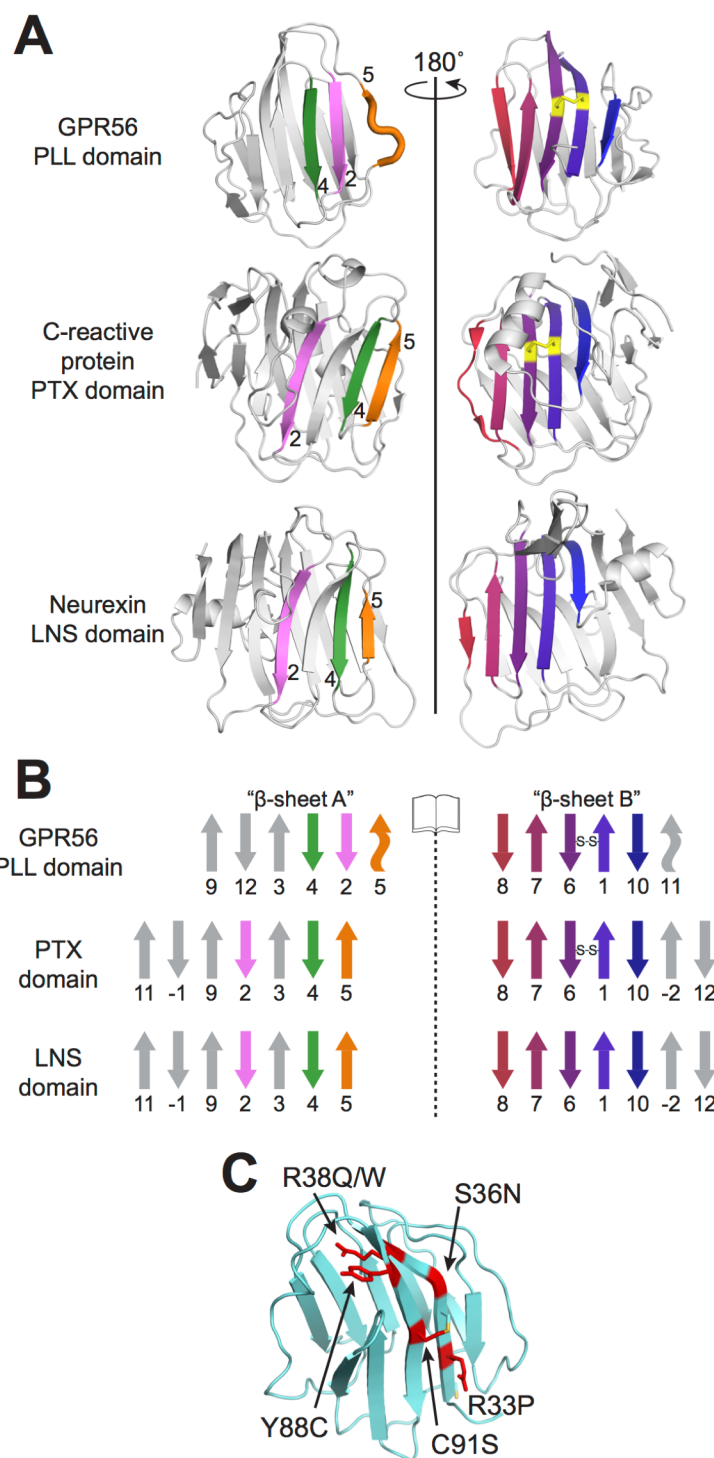 A
GPR56
PLL domain
5
4
2
180°
C-reactive
protein
PTX domain
5
4
2
Neurexin
LNS domain
5
2
4
B
"β-sheet A"
"β-sheet B"
GPR56
PLL domain
9 12 3 4 2 5
S-S
8 7 6 1 10 11
PTX
domain
11 -1 9 2 3 4 5
S-S
8 7 6 1 10 -2 12
LNS
domain
11 -1 9 2 3 4 5
8 7 6 1 10 -2 12
C
R38Q/W
S36N
Y88C
C91S
R33P